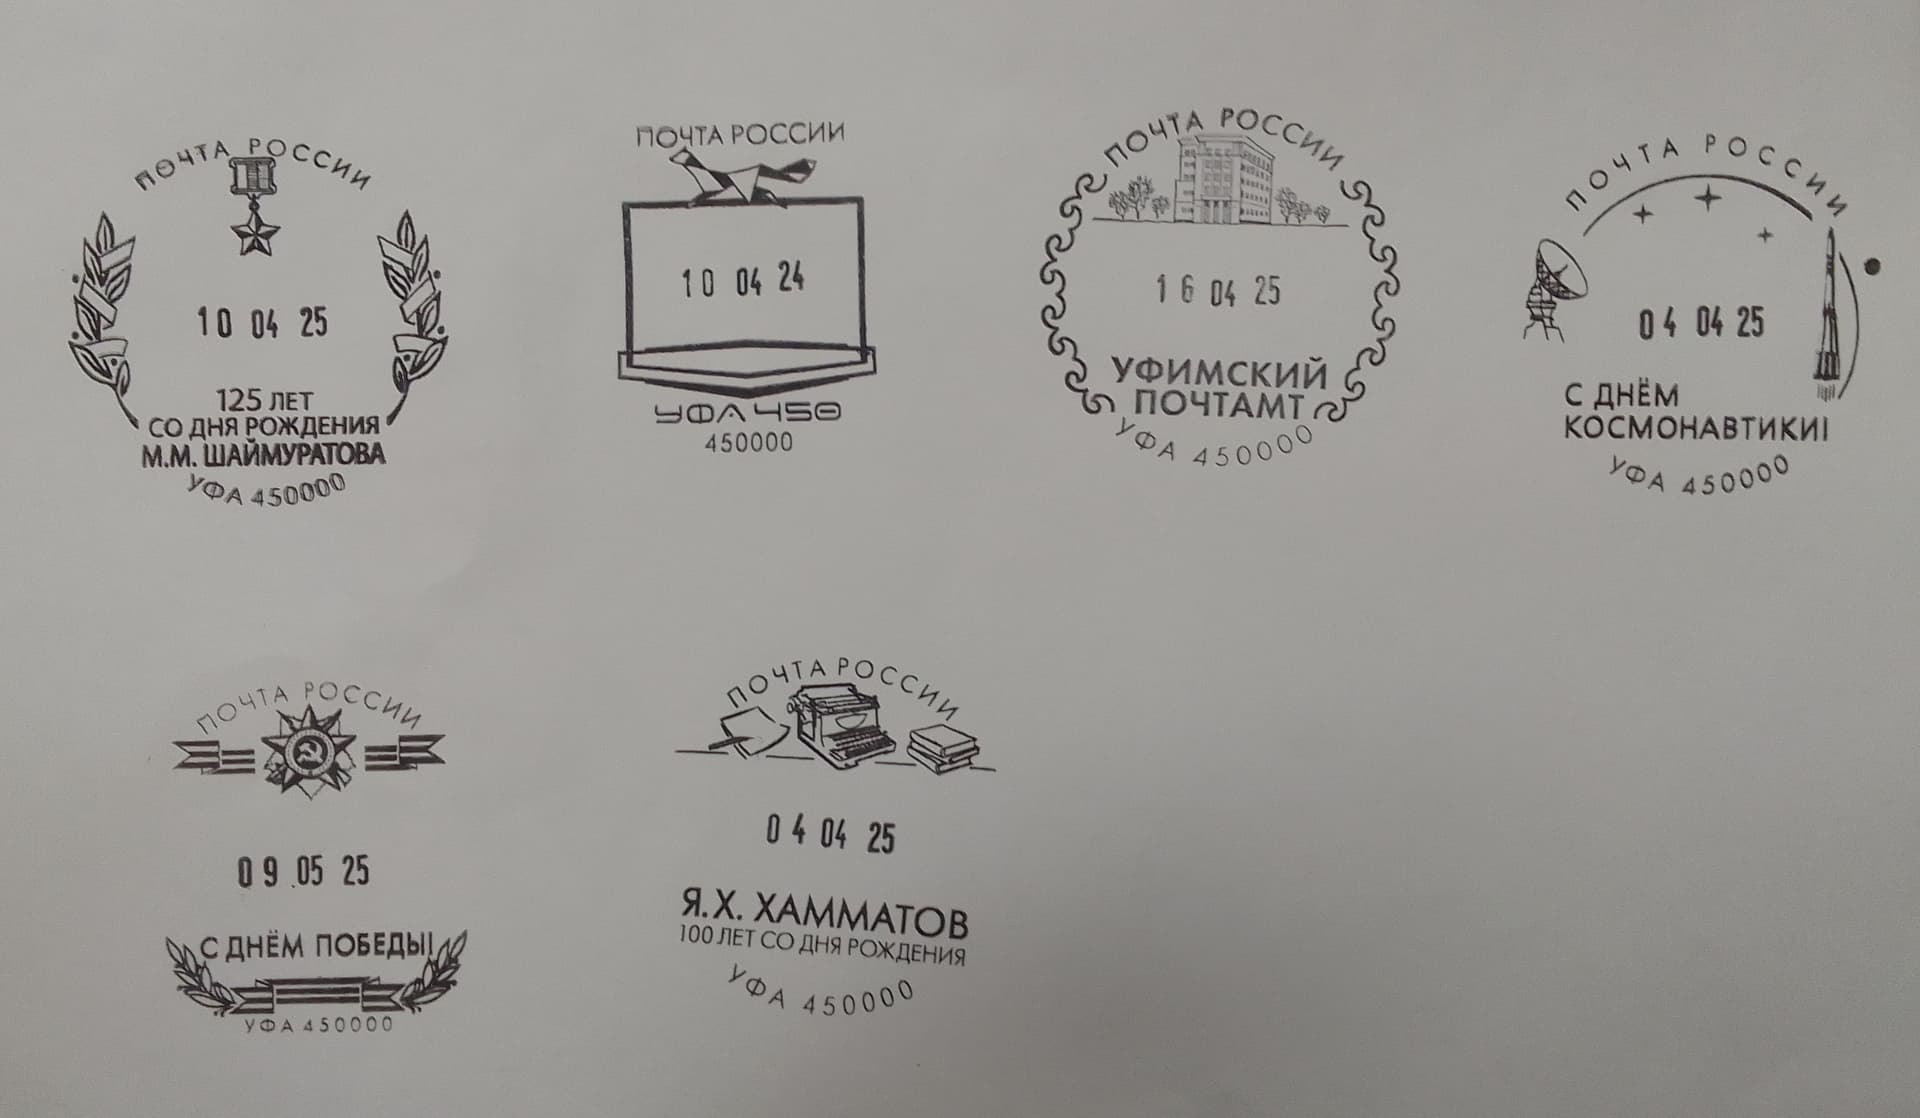 ПОЧТА РОССИИ
10 04 25
125 ЛЕТ
СО ДНЯ РОЖДЕНИЯ
М.М. ШАЙМУРАТОВА
УФА 450000
ПОЧТА РОССИИ
10 04 24
УФА 450
450000
ПОЧТА РОССИИ
16 04 25
УФИМСКИЙ
ПОЧТАМТ
УФА 450000
ПОЧТА РОССИИ
04 04 25
С ДНЁМ
КОСМОНАВТИКИ!
УФА 450000
ПОЧТА РОССИИ
09 05 25
С ДНЁМ ПОБЕДЫ!
УФА 450000
ПОЧТА РОССИИ
04 04 25
Я.Х. ХАММАТОВ
100 ЛЕТ СО ДНЯ РОЖДЕНИЯ
УФА 450000